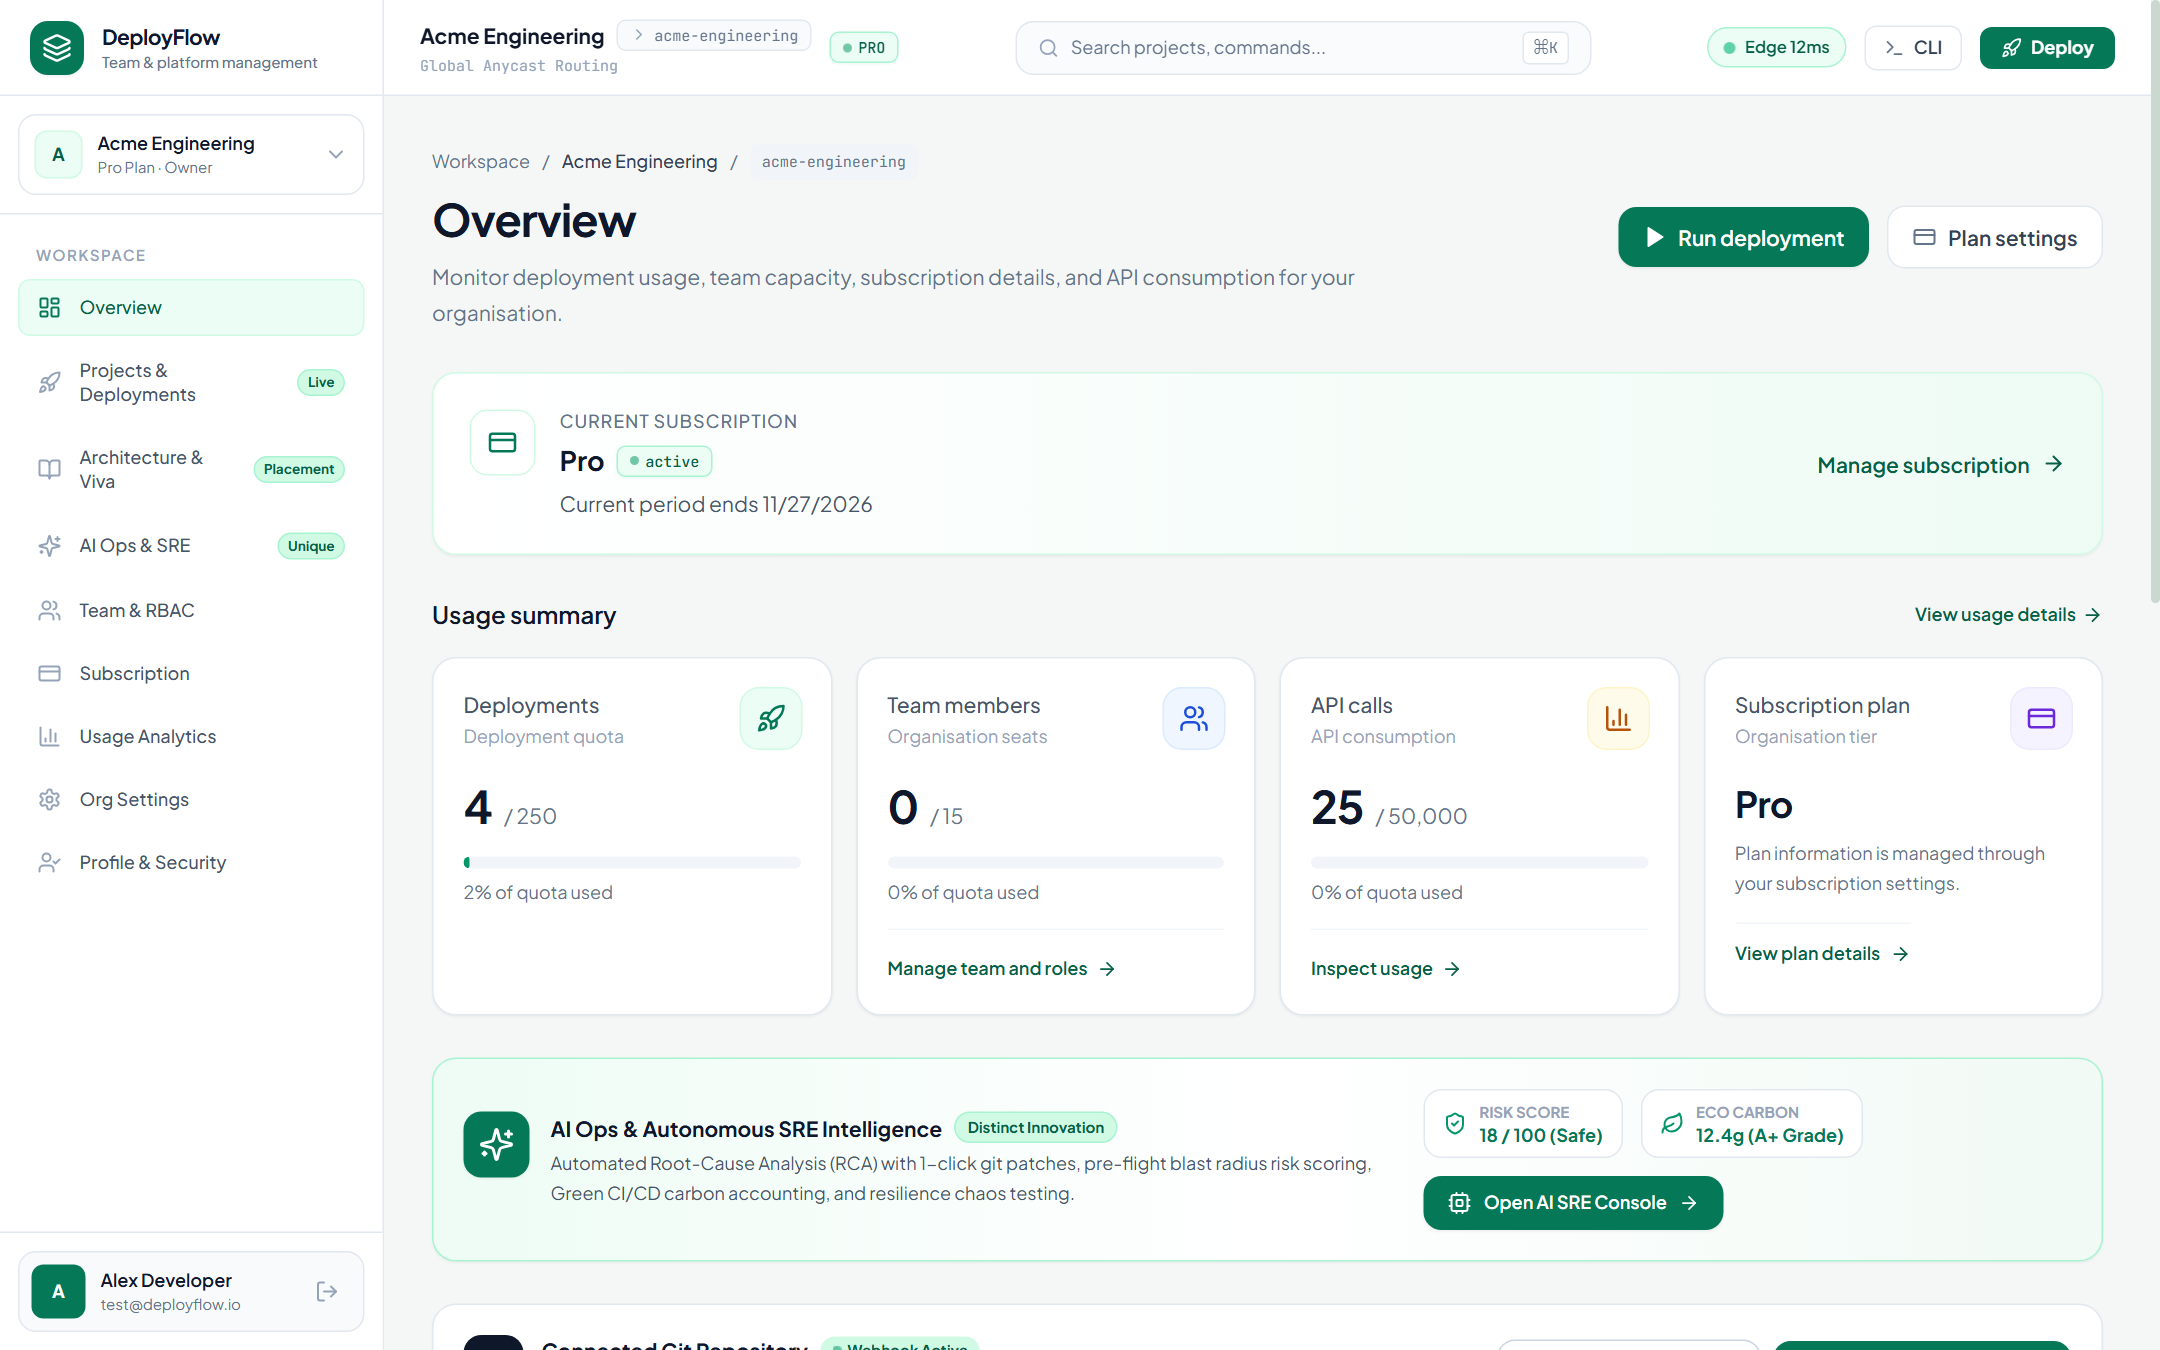 DeployFlow
Team & platform management
Acme Engineering
acme-engineering
PRO
Global Anycast Routing
Search projects, commands...
⌘K
Edge 12ms
CLI
Deploy
A
Acme Engineering
Pro Plan · Owner
WORKSPACE
Overview
Projects &
Deployments
Live
Architecture &
Viva
Placement
AI Ops & SRE
Unique
Team & RBAC
Subscription
Usage Analytics
Org Settings
Profile & Security
A
Alex Developer
test@deployflow.io
Workspace / Acme Engineering / acme-engineering
Overview
Monitor deployment usage, team capacity, subscription details, and API consumption for your
organisation.
Run deployment
Plan settings
CURRENT SUBSCRIPTION
Pro
active
Current period ends 11/27/2026
Manage subscription
Usage summary
View usage details
Deployments
Deployment quota
4 / 250
2% of quota used
Team members
Organisation seats
0 / 15
0% of quota used
Manage team and roles
API calls
API consumption
25 / 50,000
0% of quota used
Inspect usage
Subscription plan
Organisation tier
Pro
Plan information is managed through
your subscription settings.
View plan details
AI Ops & Autonomous SRE Intelligence
Distinct Innovation
Automated Root-Cause Analysis (RCA) with 1-click git patches, pre-flight blast radius risk scoring,
Green CI/CD carbon accounting, and resilience chaos testing.
RISK SCORE
18 / 100 (Safe)
ECO CARBON
12.4g (A+ Grade)
Open AI SRE Console
Connected Git Repository
Webhook Active